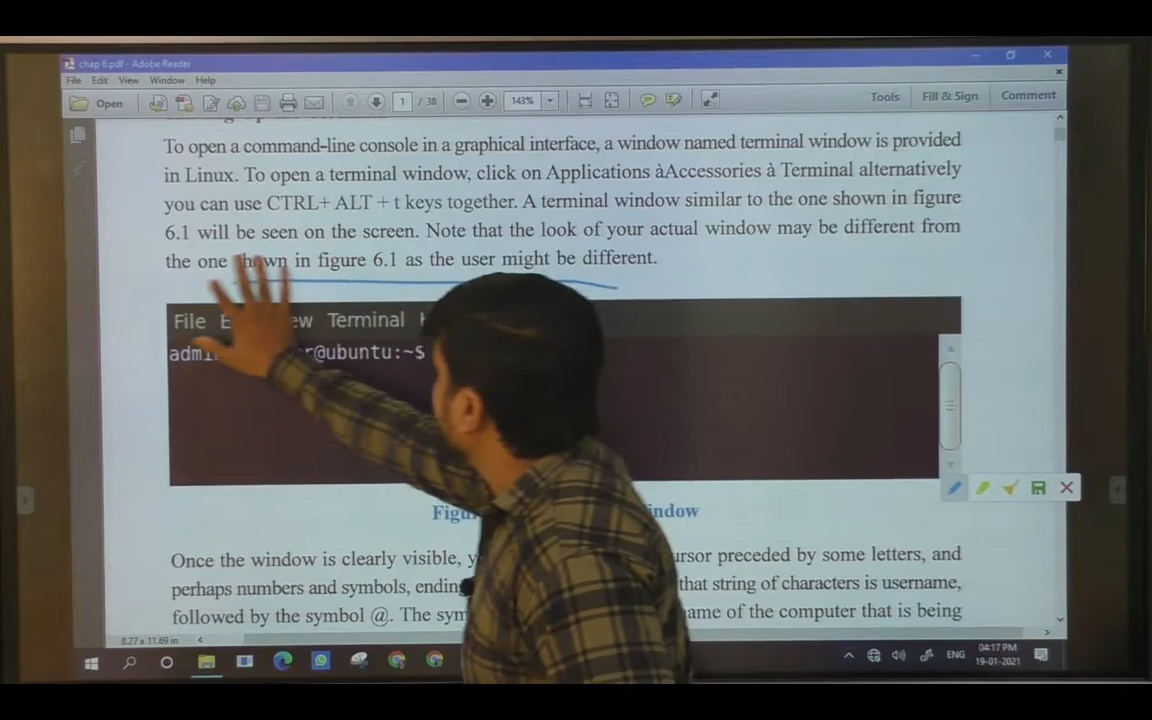 chap 6.pdf - Adobe Reader
File Edit View Window Help
Open 1 / 38 143% Tools Fill & Sign Comment
To open a command-line console in a graphical interface, a window named terminal window is provided
in Linux. To open a terminal window, click on Applications àAccessories à Terminal alternatively
you can use CTRL+ ALT + t keys together. A terminal window similar to the one shown in figure
6.1 will be seen on the screen. Note that the look of your actual window may be different from
the one shown in figure 6.1 as the user might be different.
File Terminal
@ubuntu:~$
Once the window is clearly visible, preceded by some letters, and
perhaps numbers and symbols, ending that string of characters is username,
followed by the symbol @. The of the computer that is being
8.27 x 11.69 in
ENG
04:17 PM
19-01-2021